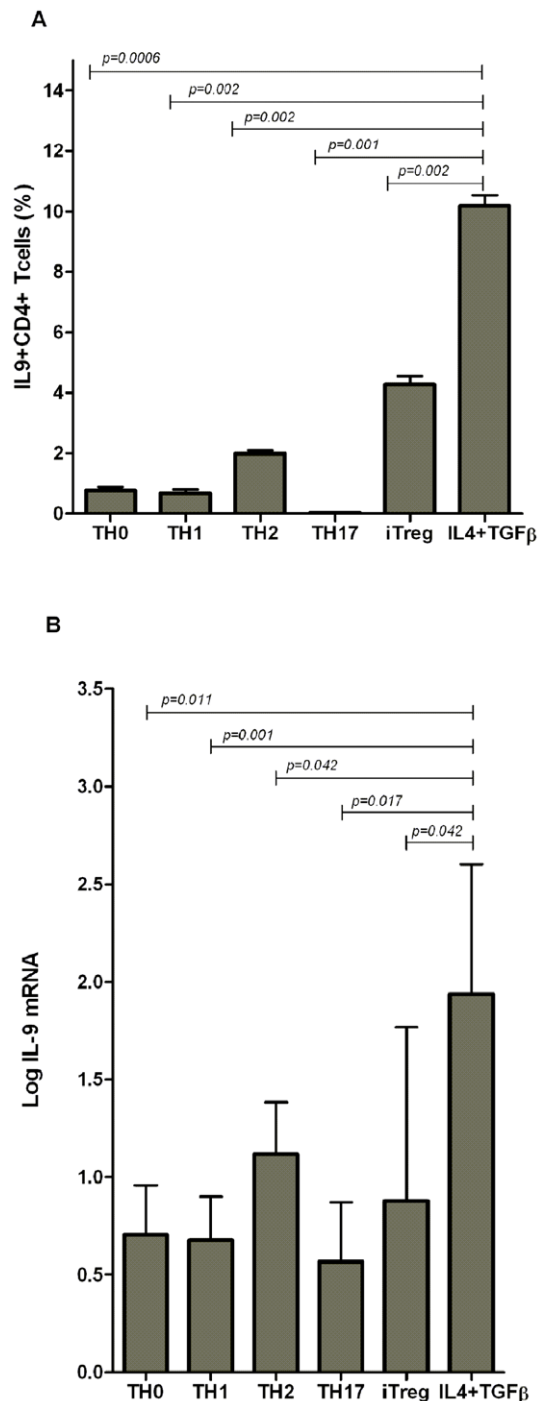 A
p=0.0006
p=0.002
p=0.002
p=0.001
p=0.002
14
12
10
8
6
4
2
0
IL9+CD4+ Tcells (%)
TH0 TH1 TH2 TH17 iTreg IL4+TGFβ
B
3.5
p=0.011
p=0.001
p=0.042
p=0.017
p=0.042
3.0
2.5
2.0
1.5
1.0
0.5
0.0
Log IL-9 mRNA
TH0 TH1 TH2 TH17 iTreg IL4+TGFβ